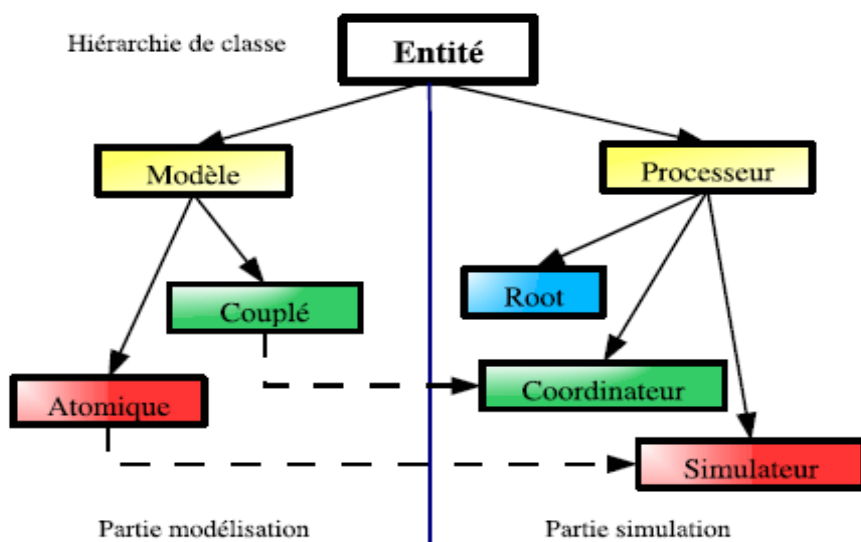 Hiérarchie de classe
Entité
Modèle
Processeur
Couplé
Root
Atomique
Coordinateur
Simulateur
Partie modélisation
Partie simulation